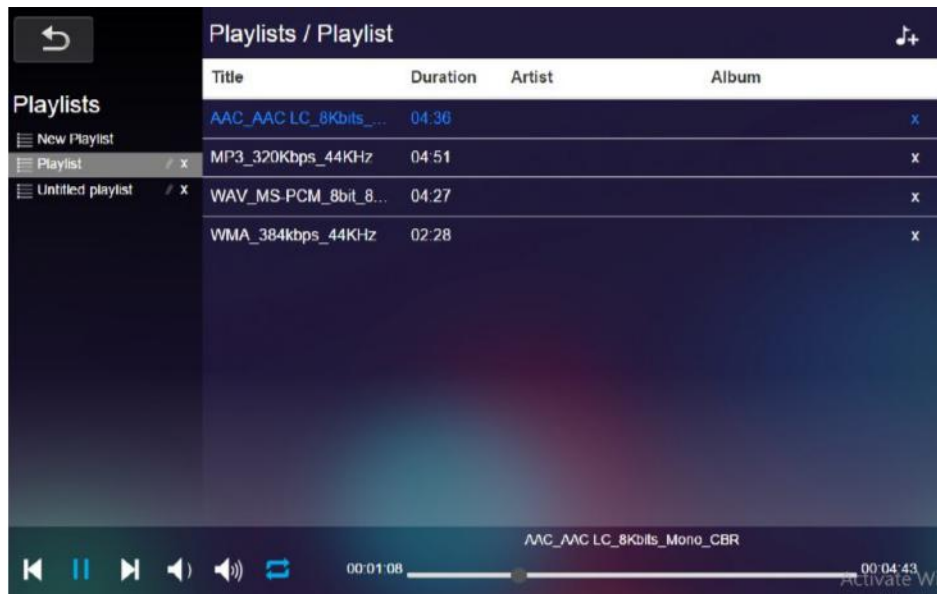 Playlists / Playlist
Title Duration Artist Album
Playlists
New Playlist
Playlist x
Untitled playlist x
AAC_AAC LC_8Kbits_... 04:36 x
MP3_320Kbps_44KHz 04:51 x
WAV_MS-PCM_8bit_8... 04:27 x
WMA_384kbps_44KHz 02:28 x
AAC_AAC LC_8Kbits_Mono_CBR
00:01:08 00:04:43
Activate W